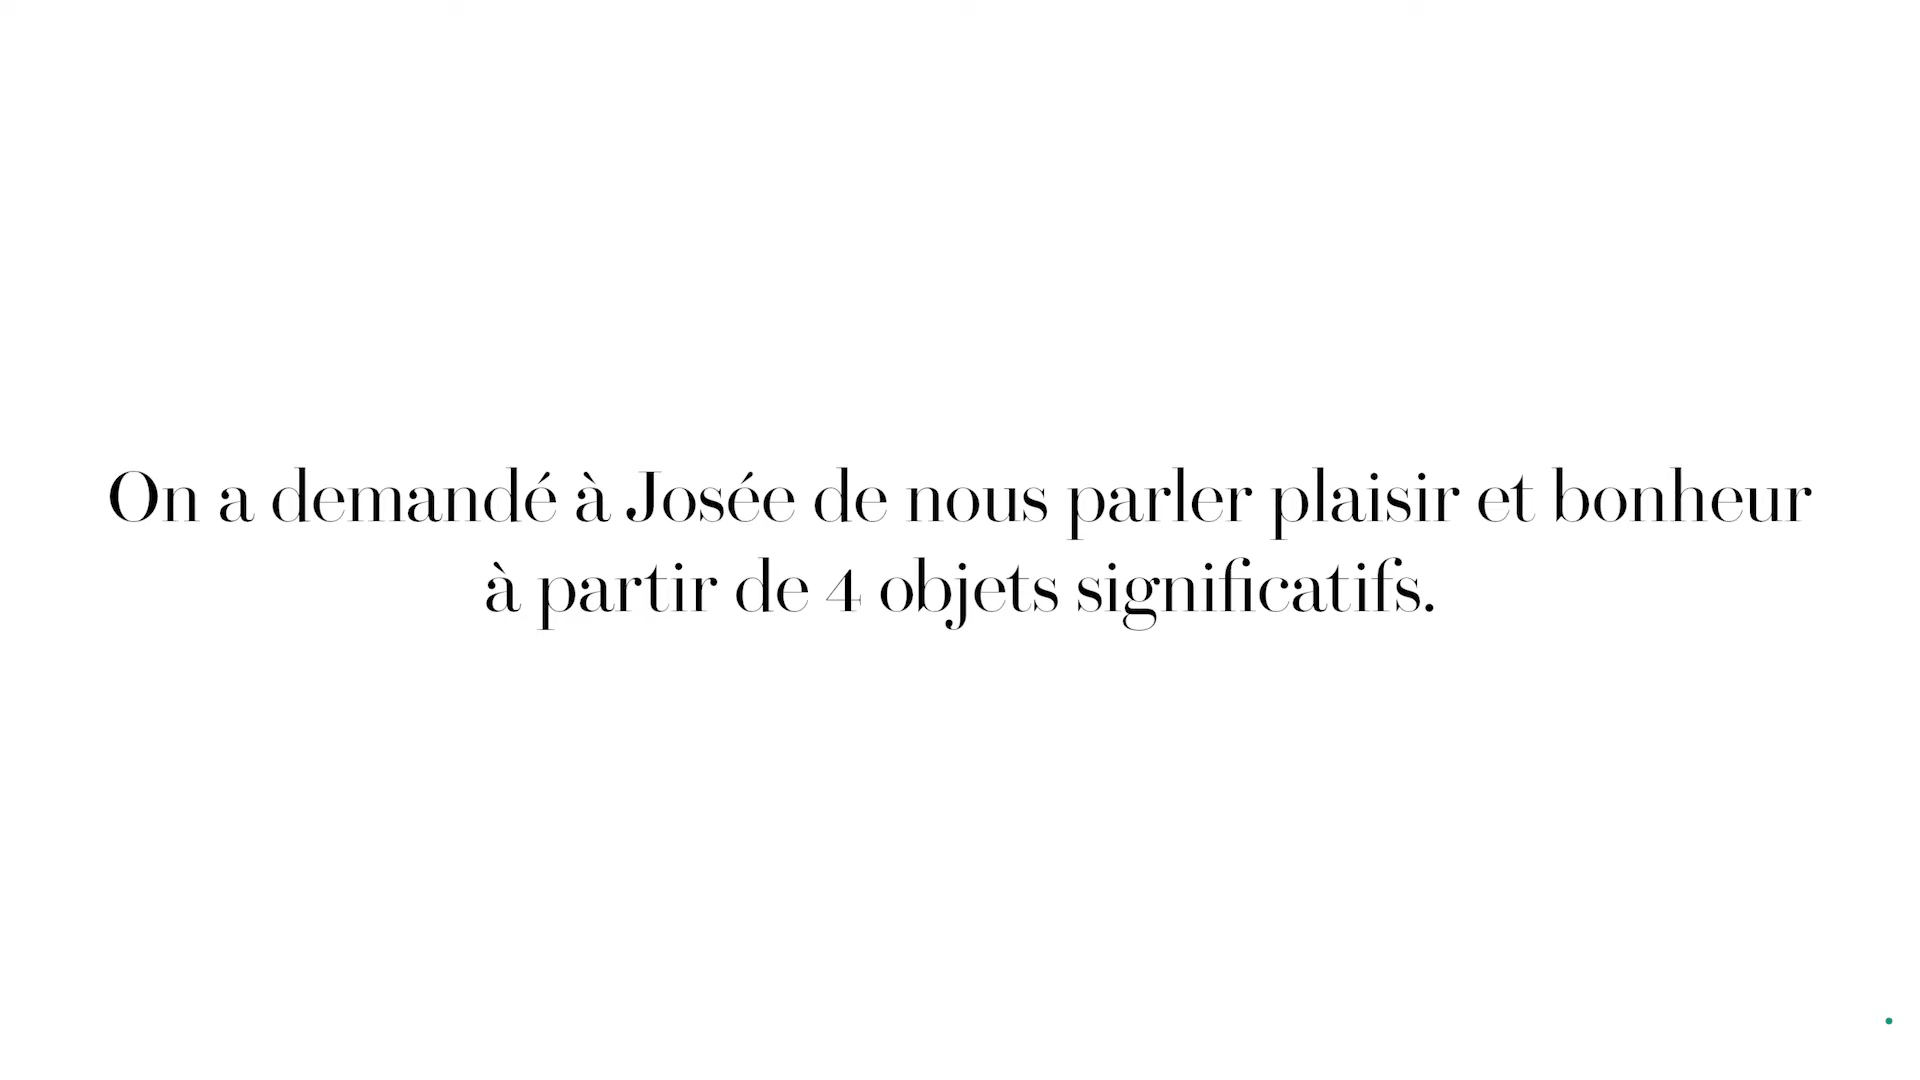 On a demandé à Josée de nous parler plaisir et bonheur
à partir de 4 objets significatifs.